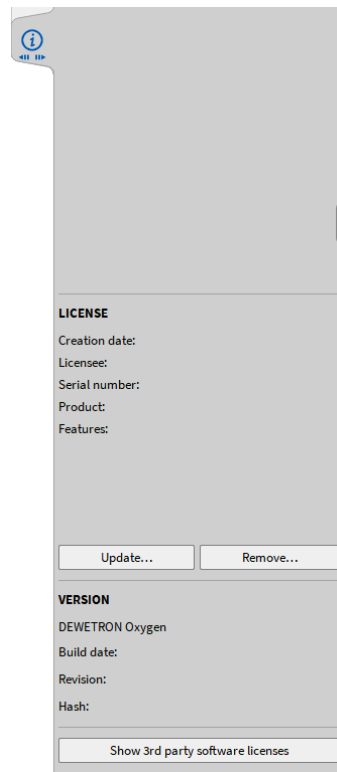 LICENSE
Creation date:
Licensee:
Serial number:
Product:
Features:
Update... Remove...
VERSION
DEWETRON Oxygen
Build date:
Revision:
Hash:
Show 3rd party software licenses